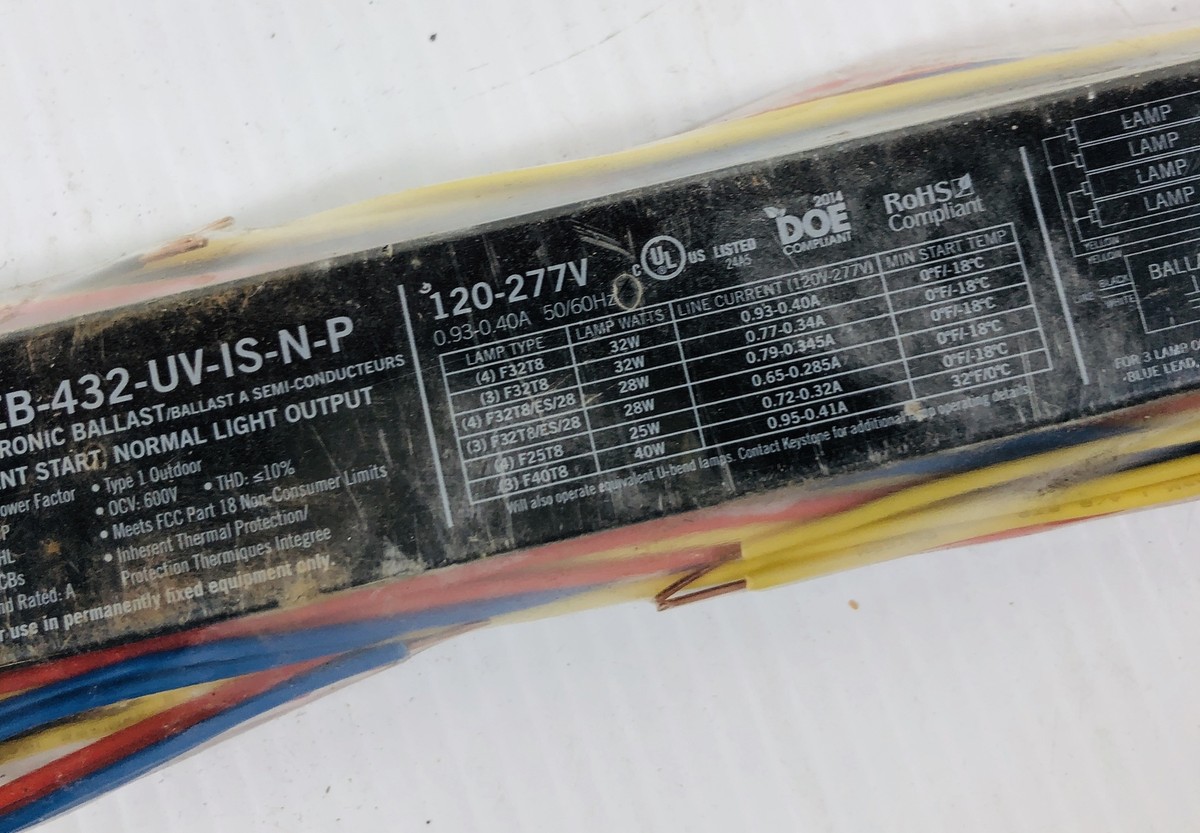 EB-432-UV-IS-N-P
RONIC BALLAST/BALLAST A SEMI-CONDUCTEURS
NT START, NORMAL LIGHT OUTPUT
ower Factor
P
HL
CBs
nd Rated: A
• Type 1 Outdoor
• OCV: 600V • THD: ≤10%
• Meets FCC Part 18 Non-Consumer Limits
• Inherent Thermal Protection/
Protection Thermiques Integree
r use in permanently fixed equipment only.
120-277V
0.93-0.40A 50/60Hz
C UL US LISTED
24A5
2014
DOE
COMPLIANT
RoHS
Compliant
LAMP TYPE LAMP WATTS LINE CURRENT (120V-277V) MIN START TEMP
(4) F32T8 32W 0.93-0.40A 0°F/-18°C
(3) F32T8 32W 0.77-0.34A 0°F/-18°C
(4) F32T8/ES/28 28W 0.79-0.345A 0°F/-18°C
(3) F32T8/ES/28 28W 0.65-0.285A 0°F/-18°C
(4) F25T8 25W 0.72-0.32A 0°F/-18°C
(3) F40T8 40W 0.95-0.41A 32°F/0°C
Will also operate equivalent U-bend lamps. Contact Keystone for additional lamp operating details.
LAMP
LAMP
LAMP
LAMP
YELLOW
YELLOW
BLACK
LINE
WHITE
BALLA
FOR 3 LAMP O
•BLUE LEAD,